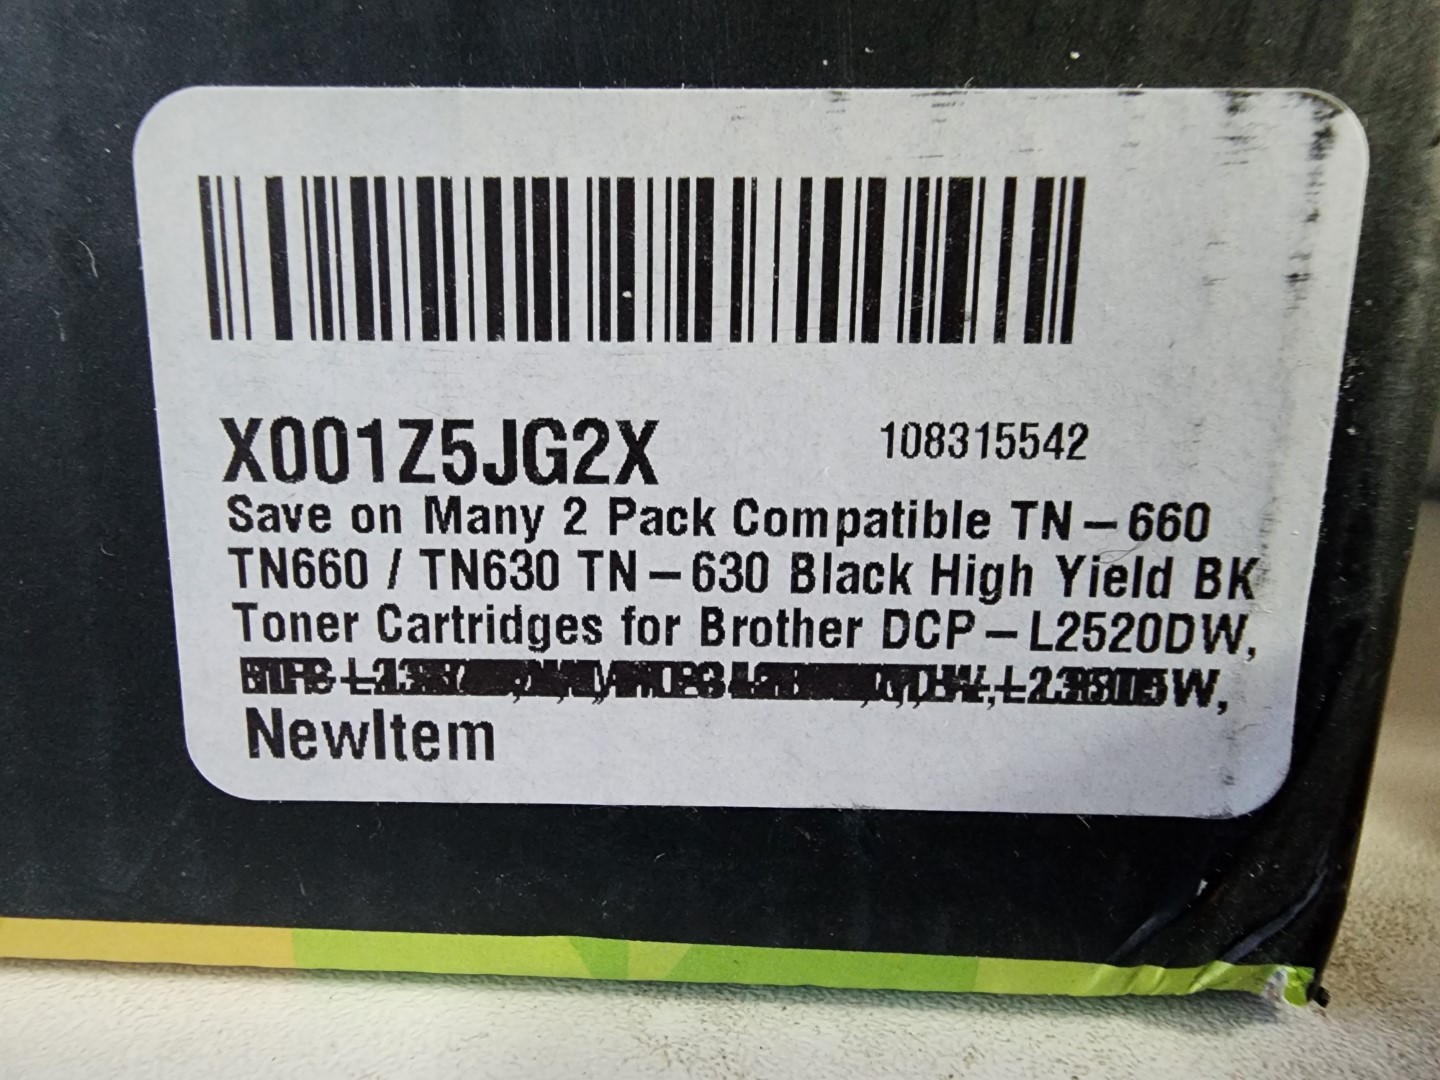 X001Z5JG2X
108315542
Save on Many 2 Pack Compatible TN-660
TN660 / TN630 TN-630 Black High Yield BK
Toner Cartridges for Brother DCP-L2520DW,
NewItem